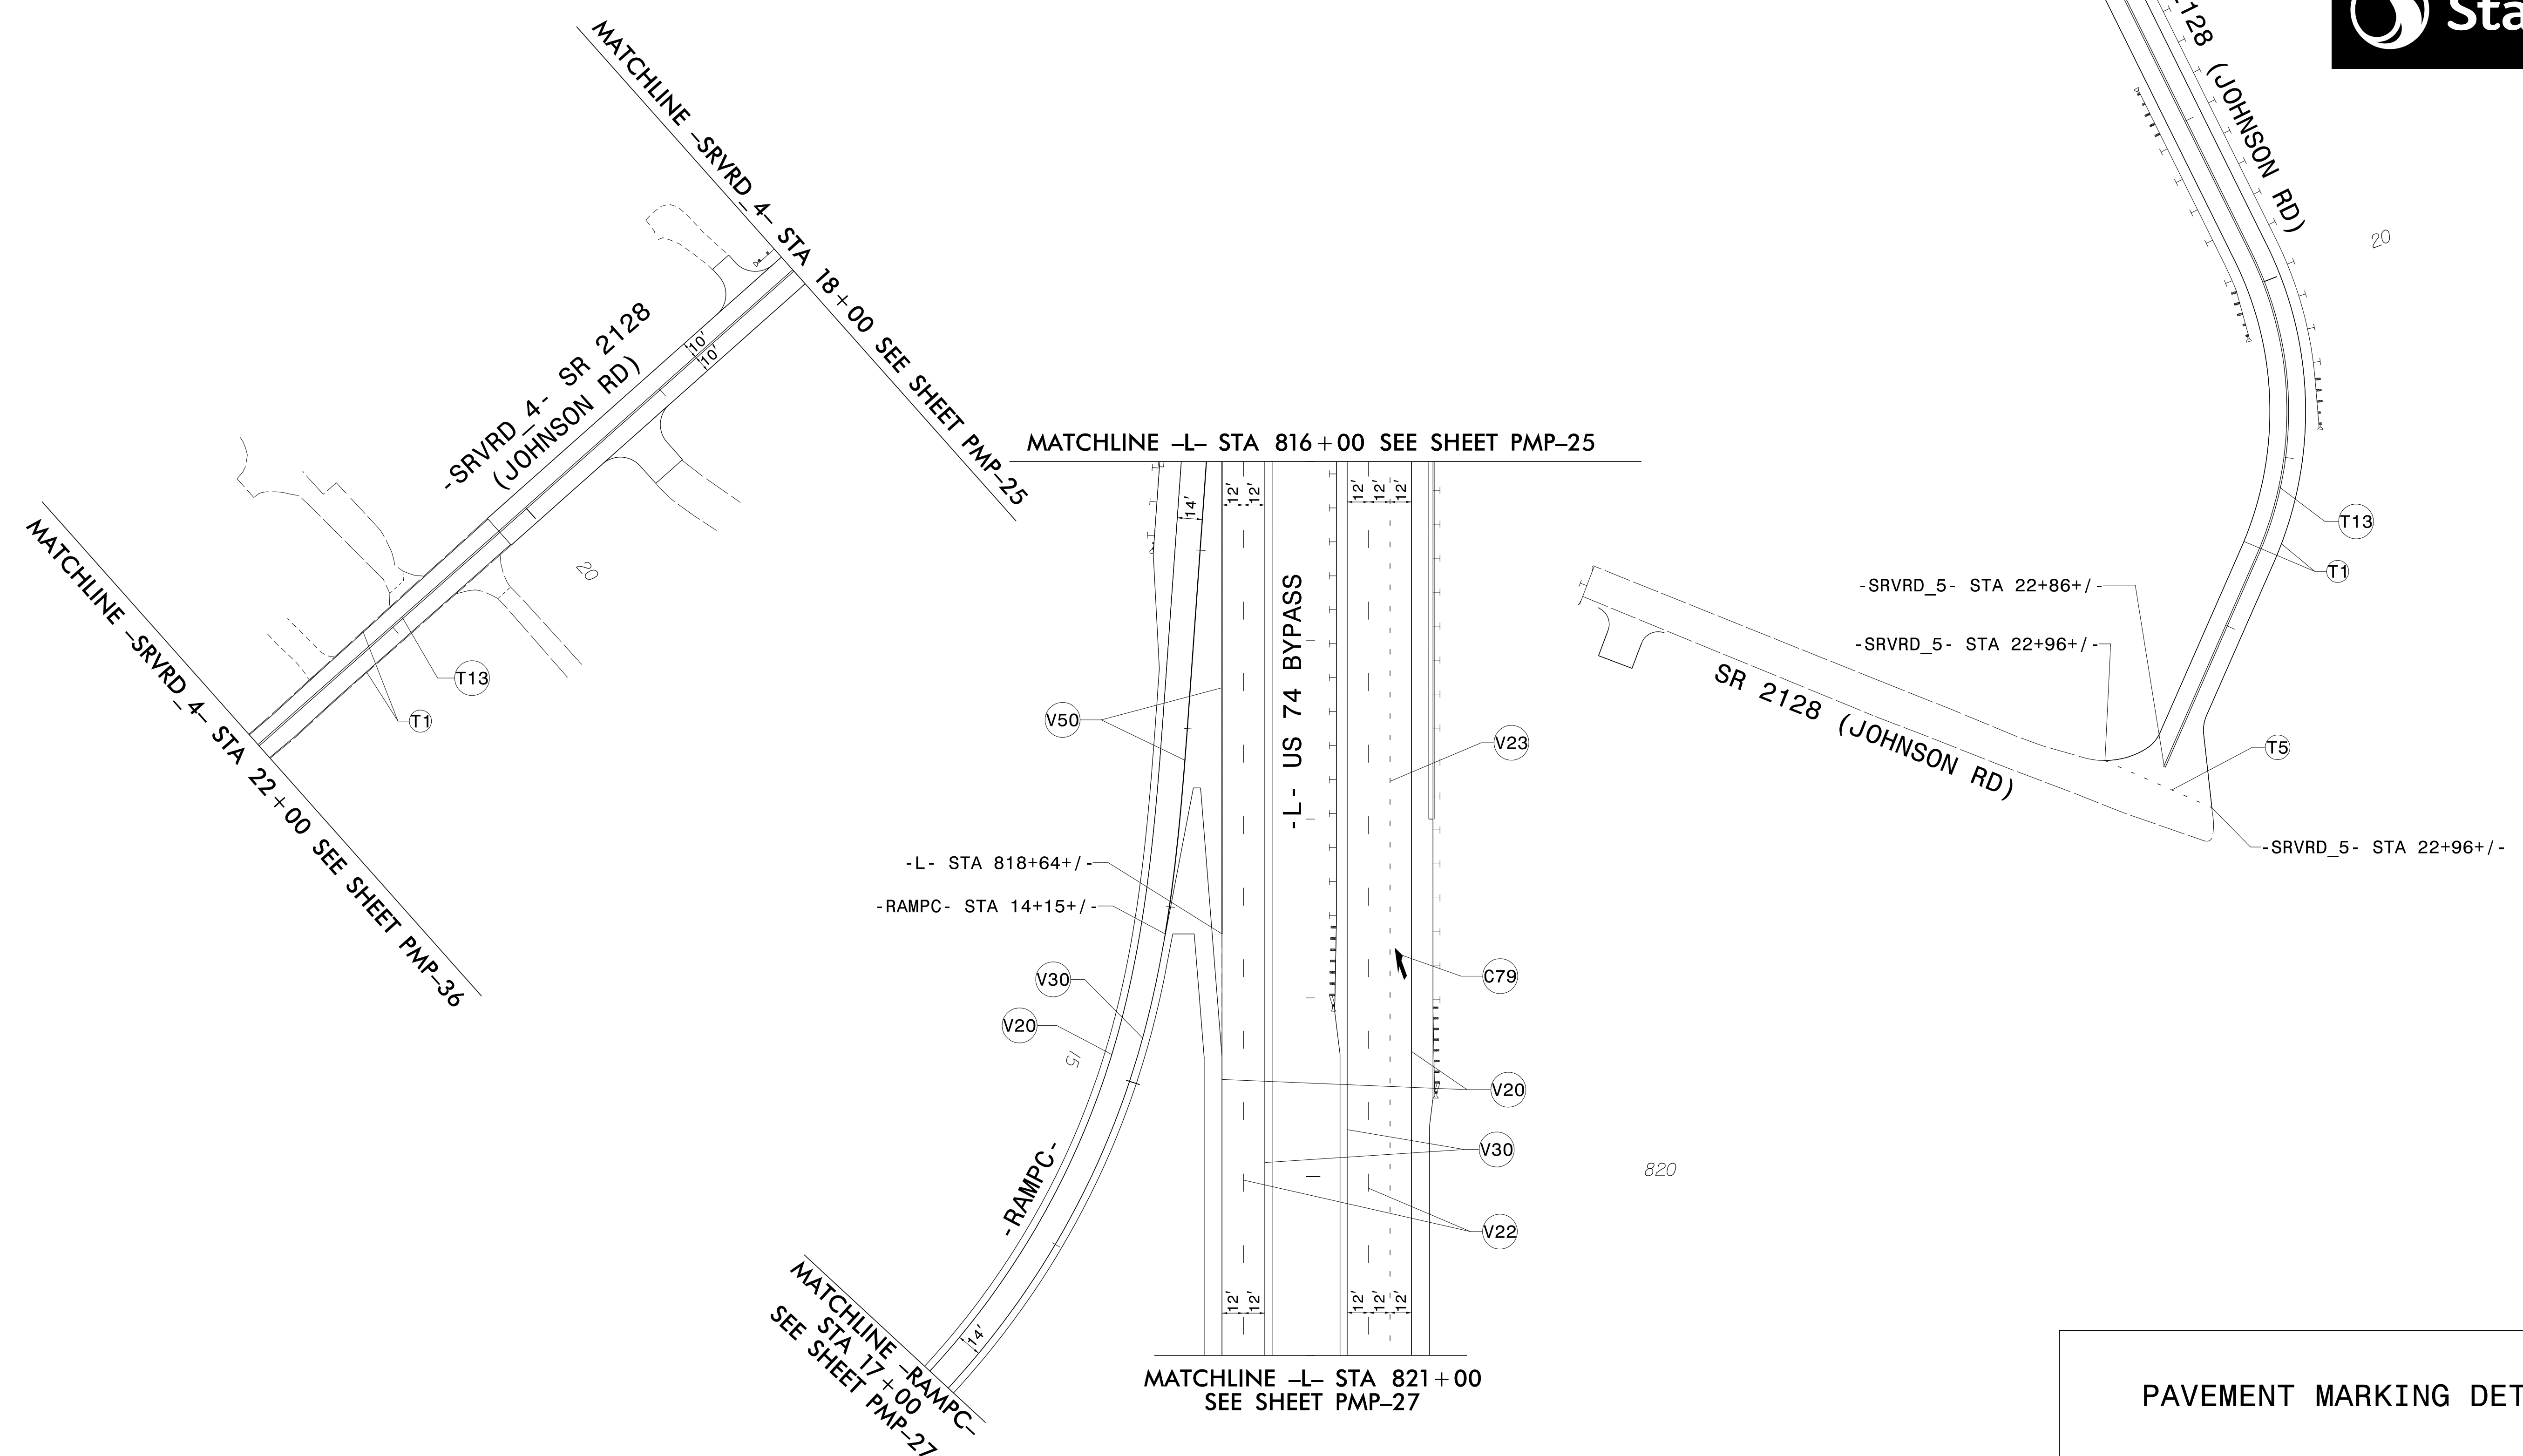 MATCHLINE –SRVRD_4– STA 18+00 SEE SHEET PMP–25
-SRVRD_4- SR 2128
(JOHNSON RD)
10'
10'
20
T13
T1
MATCHLINE –SRVRD_4– STA 22+00 SEE SHEET PMP–36
MATCHLINE –L– STA 816+00 SEE SHEET PMP–25
14'
12'
12'
12'
12'
12'
-L- US 74 BYPASS
V50
V23
-L- STA 818+64+/-
-RAMPC- STA 14+15+/-
V30
V20
C79
15
V20
V30
V22
820
-RAMPC-
14'
12'
12'
12'
12'
12'
MATCHLINE –RAMPC–
STA 17+00
SEE SHEET PMP–27
MATCHLINE –L– STA 821+00
SEE SHEET PMP–27
2128 (JOHNSON RD)
20
T13
T1
-SRVRD_5- STA 22+86+/-
-SRVRD_5- STA 22+96+/-
SR 2128 (JOHNSON RD)
T5
-SRVRD_5- STA 22+96+/-
Sta
PAVEMENT MARKING DET